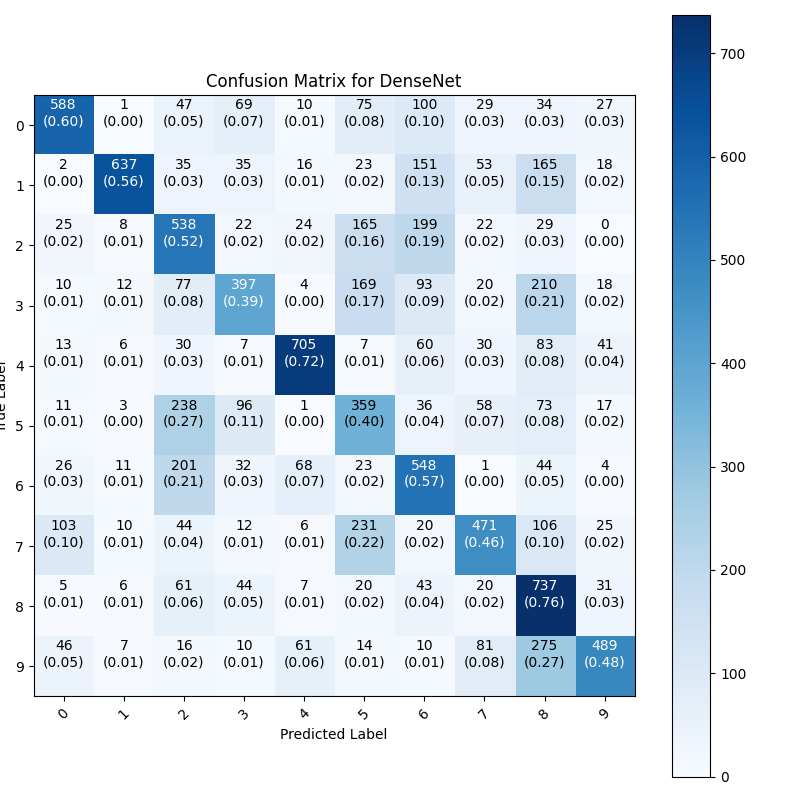 Confusion Matrix for DenseNet
588 1 47 69 10 75 100 29 34 27
0 (0.60) (0.00) (0.05) (0.07) (0.01) (0.08) (0.10) (0.03) (0.03) (0.03)
2 637 35 35 16 23 151 53 165 18
1 (0.00) (0.56) (0.03) (0.03) (0.01) (0.02) (0.13) (0.05) (0.15) (0.02)
25 8 538 22 24 165 199 22 29 0
2 (0.02) (0.01) (0.52) (0.02) (0.02) (0.16) (0.19) (0.02) (0.03) (0.00)
10 12 77 397 4 169 93 20 210 18
3 (0.01) (0.01) (0.08) (0.39) (0.00) (0.17) (0.09) (0.02) (0.21) (0.02)
13 6 30 7 705 7 60 30 83 41
4 (0.01) (0.01) (0.03) (0.01) (0.72) (0.01) (0.06) (0.03) (0.08) (0.04)
11 3 238 96 1 359 36 58 73 17
5 (0.01) (0.00) (0.27) (0.11) (0.00) (0.40) (0.04) (0.07) (0.08) (0.02)
26 11 201 32 68 23 548 1 44 4
6 (0.03) (0.01) (0.21) (0.03) (0.07) (0.02) (0.57) (0.00) (0.05) (0.00)
103 10 44 12 6 231 20 471 106 25
7 (0.10) (0.01) (0.04) (0.01) (0.01) (0.22) (0.02) (0.46) (0.10) (0.02)
5 6 61 44 7 20 43 20 737 31
8 (0.01) (0.01) (0.06) (0.05) (0.01) (0.02) (0.04) (0.02) (0.76) (0.03)
46 7 16 10 61 14 10 81 275 489
9 (0.05) (0.01) (0.02) (0.01) (0.06) (0.01) (0.01) (0.08) (0.27) (0.48)
0 1 2 3 4 5 6 7 8 9
Predicted Label
True Label
700
600
500
400
300
200
100
0